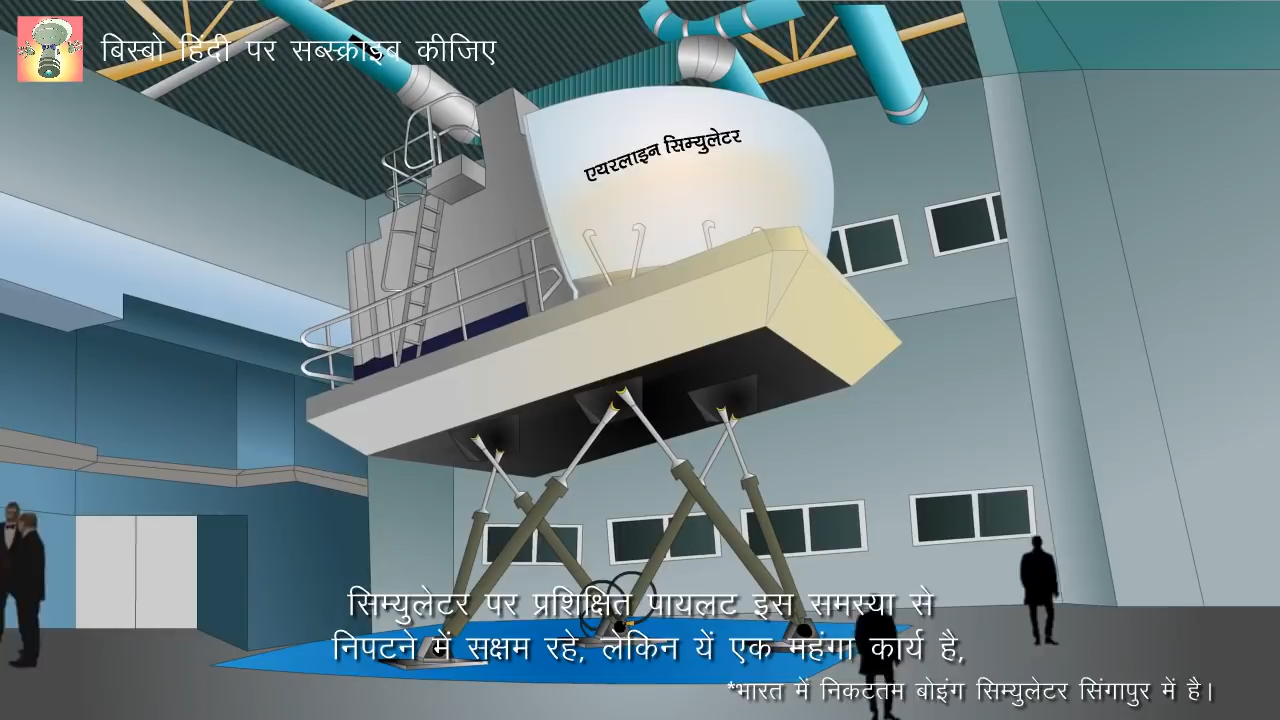 बिस्बो हिंदी पर सब्स्क्राइब कीजिए
एयरलाइन सिम्युलेटर
सिम्युलेटर पर प्रशिक्षित पायलट इस समस्या से
निपटने में सक्षम रहे, लेकिन यें एक महंगा कार्य है,
*भारत में निकटतम बोइंग सिम्युलेटर सिंगापुर में है।